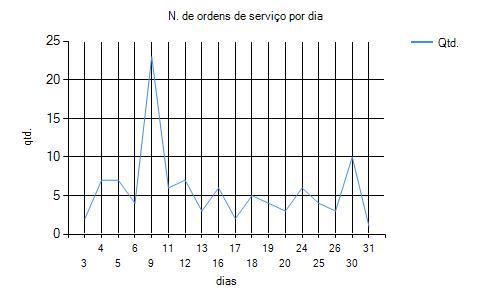 N. de ordens de serviço por dia
Qtd.
25
20
15
10
5
0
qtd.
4 6 11 13 17 19 24 26 31
3 5 9 12 16 18 20 25 30
dias